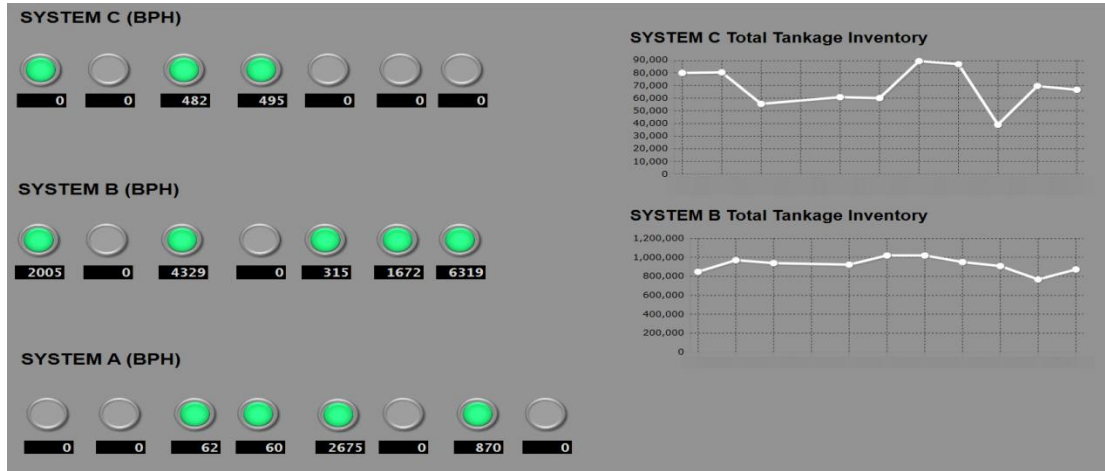 SYSTEM C (BPH)
0 0 482 495 0 0 0
SYSTEM B (BPH)
2005 0 4329 0 315 1672 6319
SYSTEM A (BPH)
0 0 62 60 2675 0 870 0
SYSTEM C Total Tankage Inventory
90,000
80,000
70,000
60,000
50,000
40,000
30,000
20,000
10,000
0
SYSTEM B Total Tankage Inventory
1,200,000
1,000,000
800,000
600,000
400,000
200,000
0